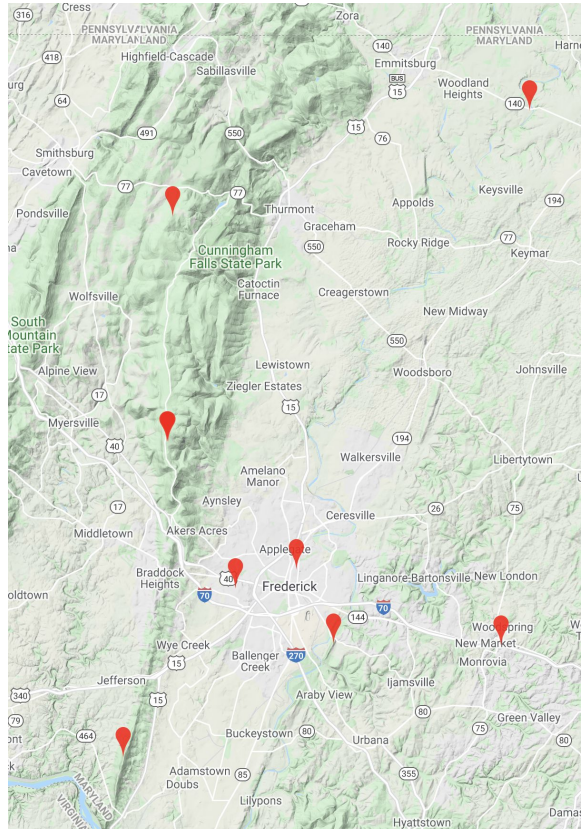 Cress
Zora
316
PENNSYLVANIA
MARYLAND
PENNSYLVANIA
MARYLAND
140
Harne
418
Highfield-Cascade
Emmitsburg
Sabillasville
BUS
15
Woodland
Heights
64
140
15
491
550
76
Smithsburg
Cavetown
77
77
Keysville
194
Pondsville
Thurmont
Appolds
Graceham
550
Rocky Ridge
77
Keymar
Cunningham
Falls State Park
Catoctin
Furnace
Creagerstown
Wolfsville
New Midway
South
Mountain
tate Park
550
Lewistown
Alpine View
Woodsboro
Johnsville
Ziegler Estates
17
15
Myersville
194
40
Walkersville
Libertytown
Amelano
Manor
Aynsley
17
26
75
Ceresville
Middletown
Akers Acres
Applegate
Braddock
Heights
40
Frederick
Linganore-Bartonsville
New London
oldtown
70
70
144
Woodspring
New Market
Monrovia
Wye Creek
15
Ballenger
Creek
270
Jefferson
Ijamsville
340
15
Araby View
80
Green Valley
79
464
Buckeystown
80
75
80
Urbana
Adamstown
Doubs
85
355
MARYLAND
VIRGINIA
Lilypons
Hyattstown
Damas